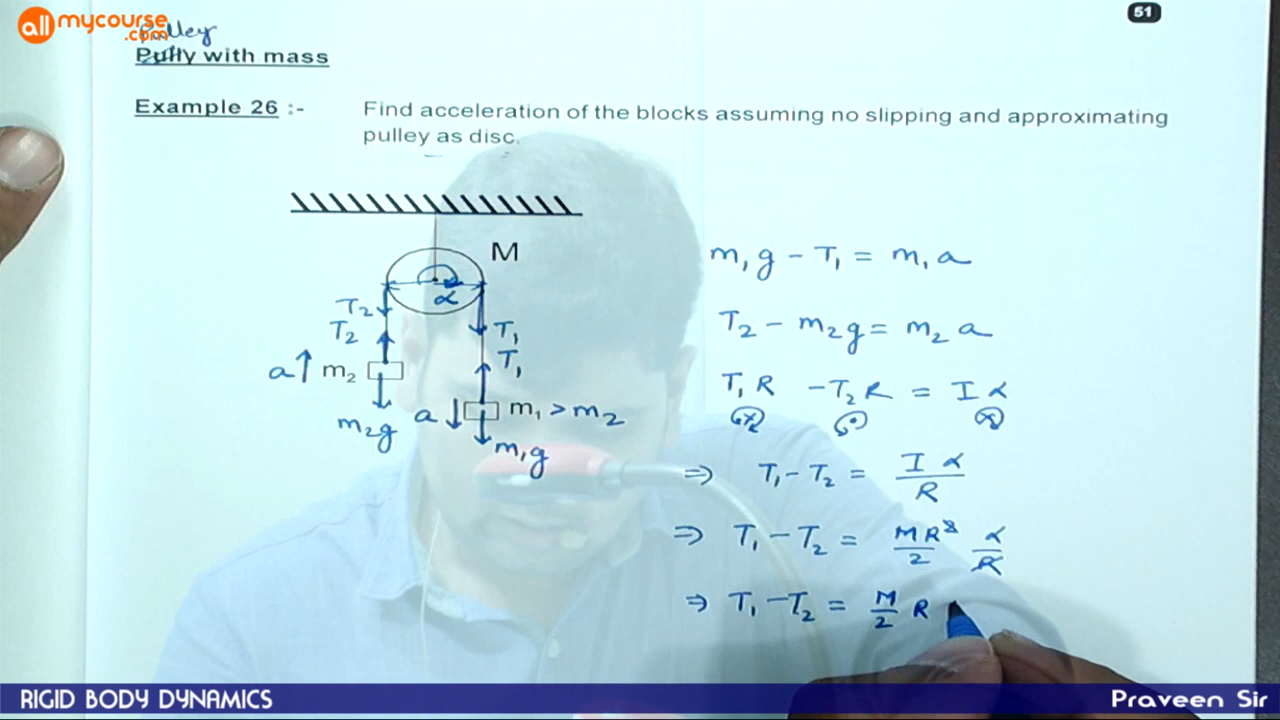 allmycourse.com
51
Pulley
Pully with mass
Example 26 :- Find acceleration of the blocks assuming no slipping and approximating
pulley as disc.
M
α
T₂
T₂
T₁
T₁
a m₂
a m₁ > m₂
m₂g
m₁g
m₁g - T₁ = m₁a
T₂ - m₂g = m₂a
T₁R - T₂R = Iα
⇒ T₁ - T₂ = Iα/R
⇒ T₁ - T₂ = MR²/2 α/R
⇒ T₁ - T₂ = M/2 R
RIGID BODY DYNAMICS
Praveen Sir